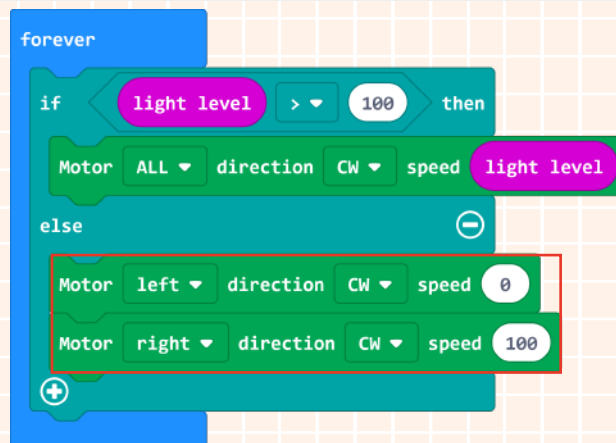 forever
if light level > 100 then
Motor ALL direction CW speed light level
else
Motor left direction CW speed 0
Motor right direction CW speed 100